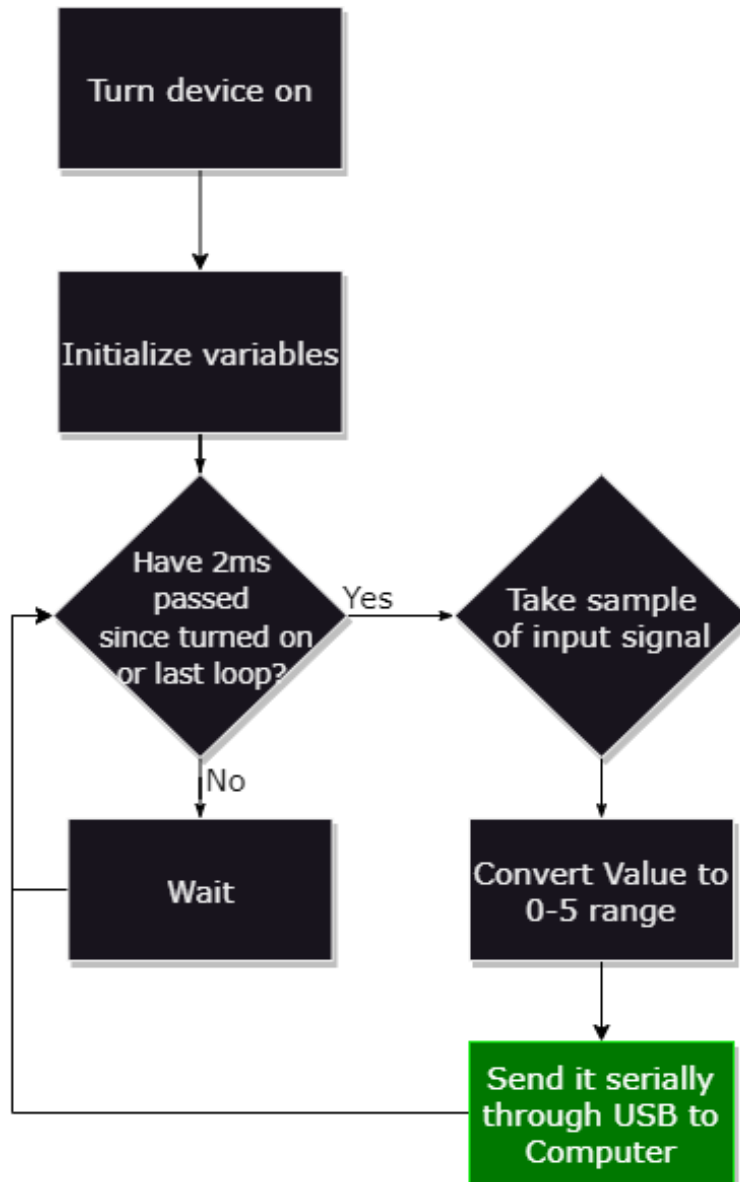 Turn device on
Initialize variables
Have 2ms
passed
since turned on
or last loop?
Yes
Take sample
of input signal
No
Wait
Convert Value to
0-5 range
Send it serially
through USB to
Computer